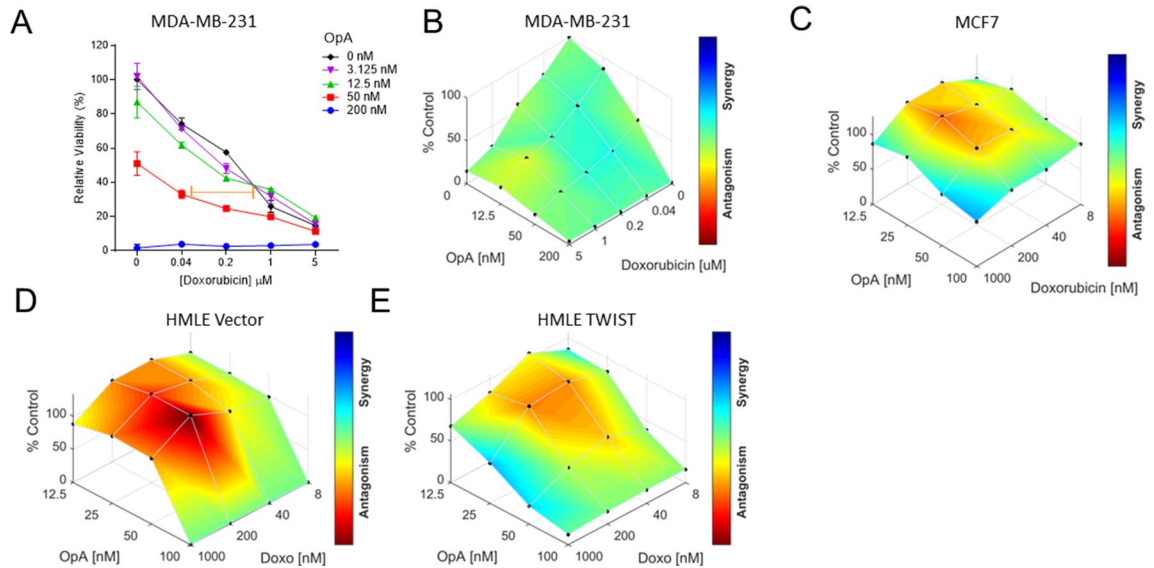 A
MDA-MB-231
OpA
0 nM
3.125 nM
12.5 nM
50 nM
200 nM
Relative Viability (%)
120
100
80
60
40
20
0
0 0.04 0.2 1 5
[Doxorubicin] μM
B
MDA-MB-231
% Control
100
50
0
12.5
50
200
OpA [nM]
0
0.04
0.2
1
5
Doxorubicin [uM]
Synergy
Antagonism
C
MCF7
% Control
100
50
0
12.5
25
50
100
OpA [nM]
8
40
200
1000
Doxorubicin [nM]
Synergy
Antagonism
D
HMLE Vector
% Control
100
50
0
12.5
25
50
100
OpA [nM]
8
40
200
1000
Doxo [nM]
Synergy
Antagonism
E
HMLE TWIST
% Control
100
50
0
12.5
25
50
100
OpA [nM]
8
40
200
1000
Doxo [nM]
Synergy
Antagonism